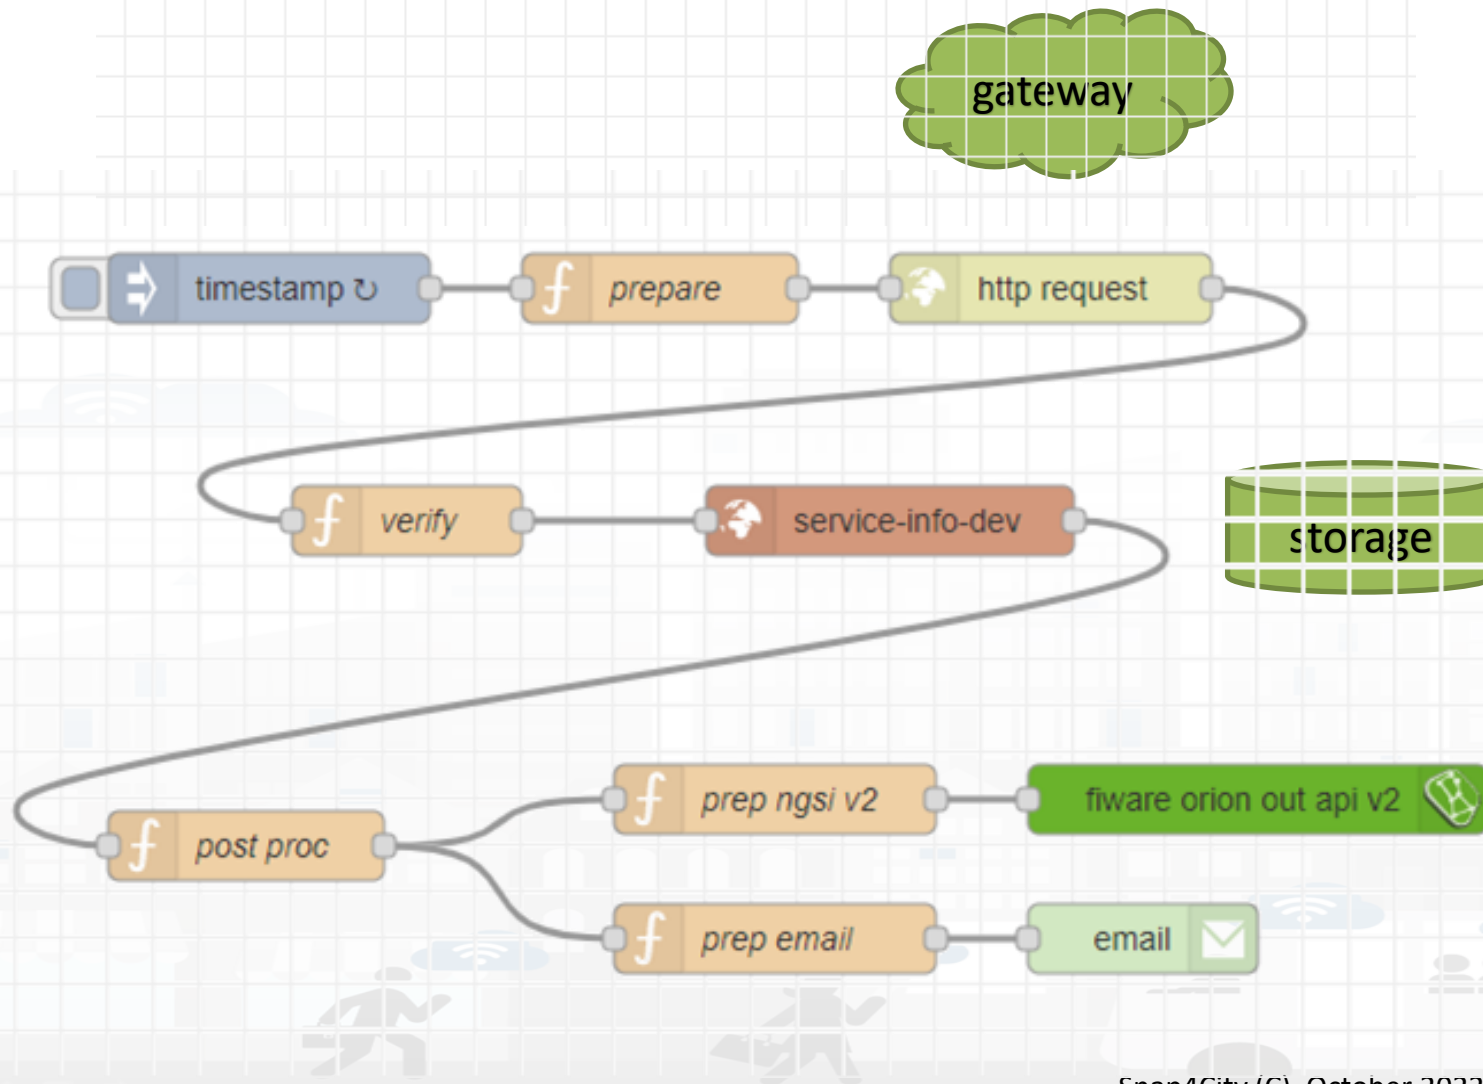 gateway
timestamp ↻
prepare
http request
verify
service-info-dev
storage
post proc
prep ngsi v2
fiware orion out api v2
prep email
email